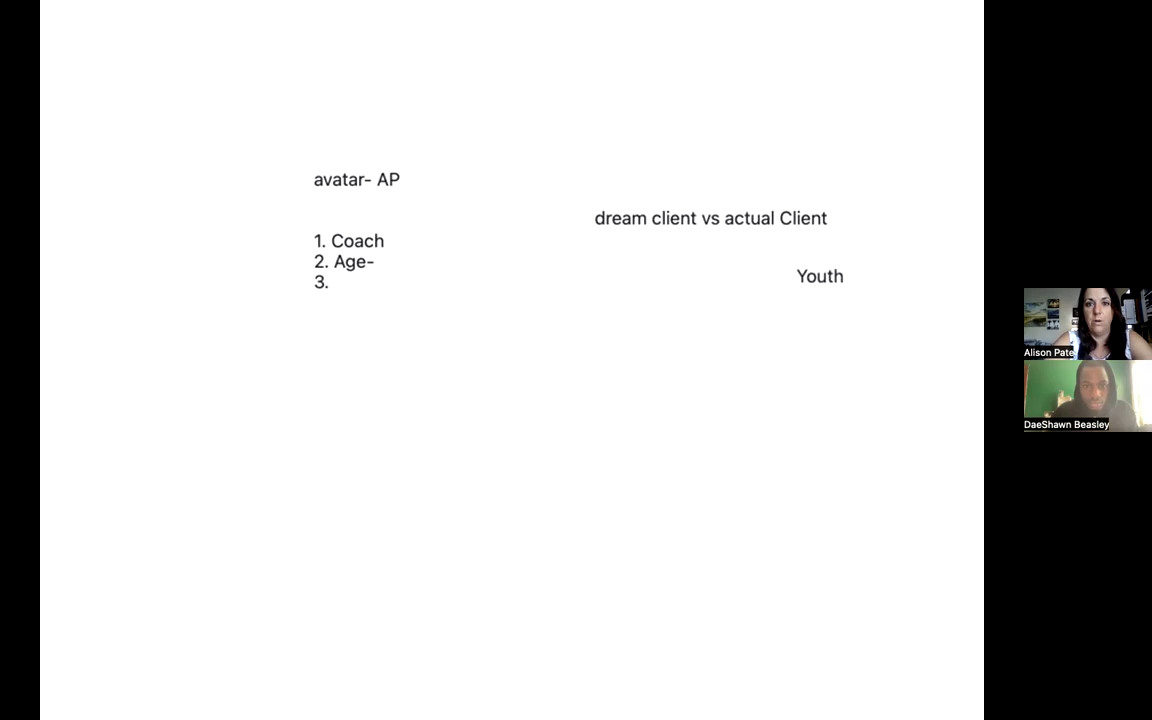 avatar- AP
dream client vs actual Client
1. Coach
2. Age-
3.
Youth
Alison Pate
DaeShawn Beasley